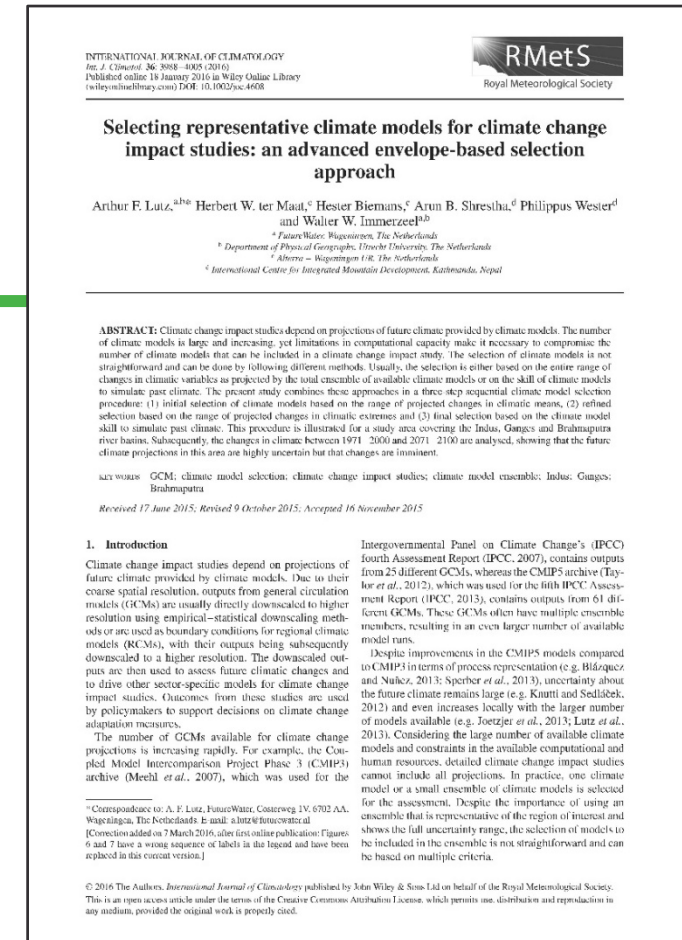 INTERNATIONAL JOURNAL OF CLIMATOLOGY
Int. J. Climatol. 36: 3988–4005 (2016)
Published online 18 January 2016 in Wiley Online Library
(wileyonlinelibrary.com) DOI: 10.1002/joc.4608
RMetS
Royal Meteorological Society
Selecting representative climate models for climate change
impact studies: an advanced envelope-based selection
approach
Arthur F. Lutz,a,b* Herbert W. ter Maat,c Hester Biemans,c Arun B. Shrestha,d Philippus Westerd
and Walter W. Immerzeela,b
a FutureWater, Wageningen, The Netherlands
b Department of Physical Geography, Utrecht University, The Netherlands
c Alterra – Wageningen UR, The Netherlands
d International Centre for Integrated Mountain Development, Kathmandu, Nepal
ABSTRACT: Climate change impact studies depend on projections of future climate provided by climate models. The number
of climate models is large and increasing, yet limitations in computational capacity make it necessary to compromise the
number of climate models that can be included in a climate change impact study. The selection of climate models is not
straightforward and can be done by following different methods. Usually, the selection is either based on the entire range of
changes in climatic variables as projected by the total ensemble of available climate models or on the skill of climate models
to simulate past climate. The present study combines these approaches in a three-step sequential climate model selection
procedure: (1) initial selection of climate models based on the range of projected changes in climatic means, (2) refined
selection based on the range of projected changes in climatic extremes and (3) final selection based on the climate model
skill to simulate past climate. This procedure is illustrated for a study area covering the Indus, Ganges and Brahmaputra
river basins. Subsequently, the changes in climate between 1971–2000 and 2071–2100 are analysed, showing that the future
climate projections in this area are highly uncertain but that changes are imminent.
KEY WORDS GCM; climate model selection; climate change impact studies; climate model ensemble; Indus; Ganges;
Brahmaputra
Received 17 June 2015; Revised 9 October 2015; Accepted 16 November 2015
1. Introduction
Climate change impact studies depend on projections of
future climate provided by climate models. Due to their
coarse spatial resolution, outputs from general circulation
models (GCMs) are usually directly downscaled to higher
resolution using empirical–statistical downscaling meth-
ods or are used as boundary conditions for regional climate
models (RCMs), with their outputs being subsequently
downscaled to a higher resolution. The downscaled out-
puts are then used to assess future climatic changes and
to drive other sector-specific models for climate change
impact studies. Outcomes from these studies are used
by policymakers to support decisions on climate change
adaptation measures.
The number of GCMs available for climate change
projections is increasing rapidly. For example, the Cou-
pled Model Intercomparison Project Phase 3 (CMIP3)
archive (Meehl et al., 2007), which was used for the
* Correspondence to: A. F. Lutz, FutureWater, Costerweg 1V, 6702 AA,
Wageningen, The Netherlands. E-mail: a.lutz@futurewater.nl
[Correction added on 7 March 2016, after first online publication: Figures
6 and 7 have a wrong sequence of labels in the legend and have been
replaced in this current version.]
Intergovernmental Panel on Climate Change's (IPCC)
fourth Assessment Report (IPCC, 2007), contains outputs
from 25 different GCMs, whereas the CMIP5 archive (Tay-
lor et al., 2012), which was used for the fifth IPCC Assess-
ment Report (IPCC, 2013), contains outputs from 61 dif-
ferent GCMs. These GCMs often have multiple ensemble
members, resulting in an even larger number of available
model runs.
Despite improvements in the CMIP5 models compared
to CMIP3 in terms of process representation (e.g. Blázquez
and Nuñez, 2013; Sperber et al., 2013), uncertainty about
the future climate remains large (e.g. Knutti and Sedláček,
2012) and even increases locally with the larger number
of models available (e.g. Joetzjer et al., 2013; Lutz et al.,
2013). Considering the large number of available climate
models and constraints in the available computational and
human resources, detailed climate change impact studies
cannot include all projections. In practice, one climate
model or a small ensemble of climate models is selected
for the assessment. Despite the importance of using an
ensemble that is representative of the region of interest and
shows the full uncertainty range, the selection of models to
be included in the ensemble is not straightforward and can
be based on multiple criteria.
© 2016 The Authors. International Journal of Climatology published by John Wiley & Sons Ltd on behalf of the Royal Meteorological Society.
This is an open access article under the terms of the Creative Commons Attribution License, which permits use, distribution and reproduction in
any medium, provided the original work is properly cited.